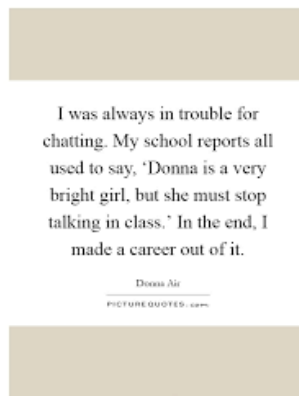 I was always in trouble for
chatting. My school reports all
used to say, ‘Donna is a very
bright girl, but she must stop
talking in class.’ In the end, I
made a career out of it.
Donna Air
PICTUREQUOTES.com